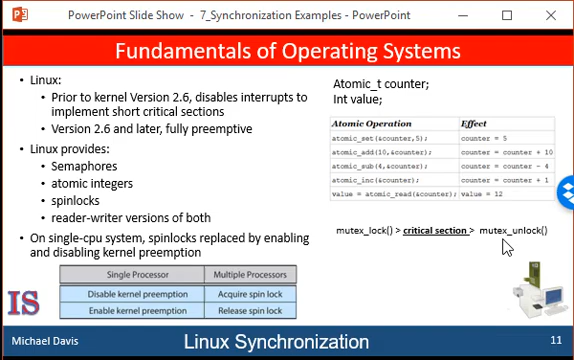 PowerPoint Slide Show - 7_Synchronization Examples - PowerPoint
Fundamentals of Operating Systems
• Linux:
• Prior to kernel Version 2.6, disables interrupts to
implement short critical sections
• Version 2.6 and later, fully preemptive
• Linux provides:
• Semaphores
• atomic integers
• spinlocks
• reader-writer versions of both
• On single-cpu system, spinlocks replaced by enabling
and disabling kernel preemption
Single Processor Multiple Processors
Disable kernel preemption Acquire spin lock
Enable kernel preemption Release spin lock
Atomic_t counter;
Int value;
Atomic Operation Effect
atomic_set(&counter,5); counter = 5
atomic_add(10,&counter); counter = counter + 10
atomic_sub(4,&counter); counter = counter - 4
atomic_inc(&counter); counter = counter + 1
value = atomic_read(&counter); value = 12
mutex_lock() > critical section > mutex_unlock()
IS
Michael Davis
Linux Synchronization
11